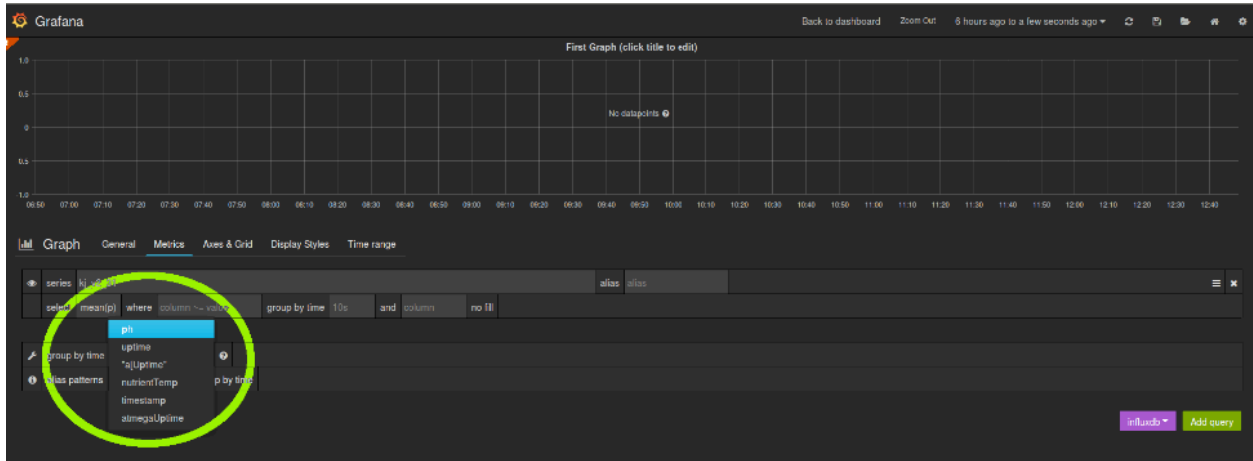 Grafana Back to dashboard Zoom Out 6 hours ago to a few seconds ago
First Graph (click title to edit)
1.0
0.5
No datapoints
0
0.5
1.0
06:50 07:00 07:10 07:20 07:30 07:40 07:50 08:00 08:10 08:20 08:30 08:40 08:50 09:00 09:10 09:20 09:30 09:40 09:50 10:00 10:10 10:20 10:30 10:40 10:50 11:00 11:10 11:20 11:30 11:40 11:50 12:00 12:10 12:20 12:30 12:40
Graph General Metrics Axes & Grid Display Styles Time range
series alias alias
select mean(p) where column ~= value group by time 10s and column no fill
ph
uptime
group by time
"a[Uptime"
alias patterns nutrientTemp p by time
timestamp
atmegaUptime
influxdb Add query